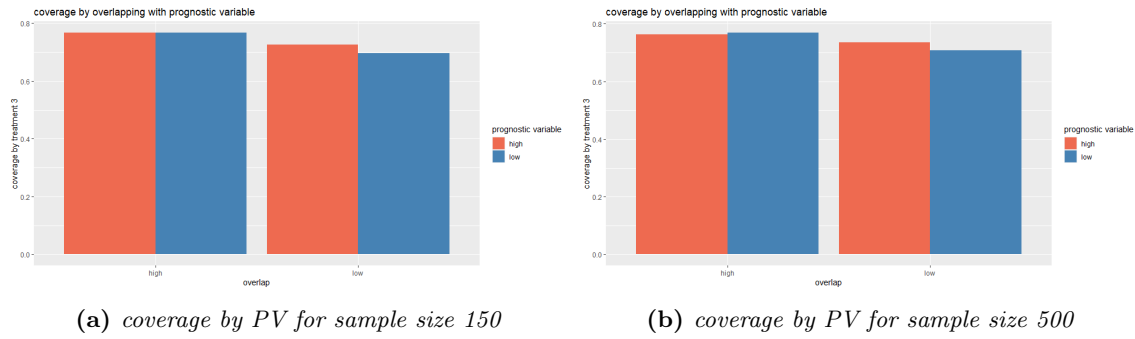 coverage by overlapping with prognostic variable
coverage by treatment 3
0.8
0.6
0.4
0.2
0.0
high
low
overlap
prognostic variable
high
low
(a) coverage by PV for sample size 150
coverage by overlapping with prognostic variable
coverage by treatment 3
0.8
0.6
0.4
0.2
0.0
high
low
overlap
prognostic variable
high
low
(b) coverage by PV for sample size 500